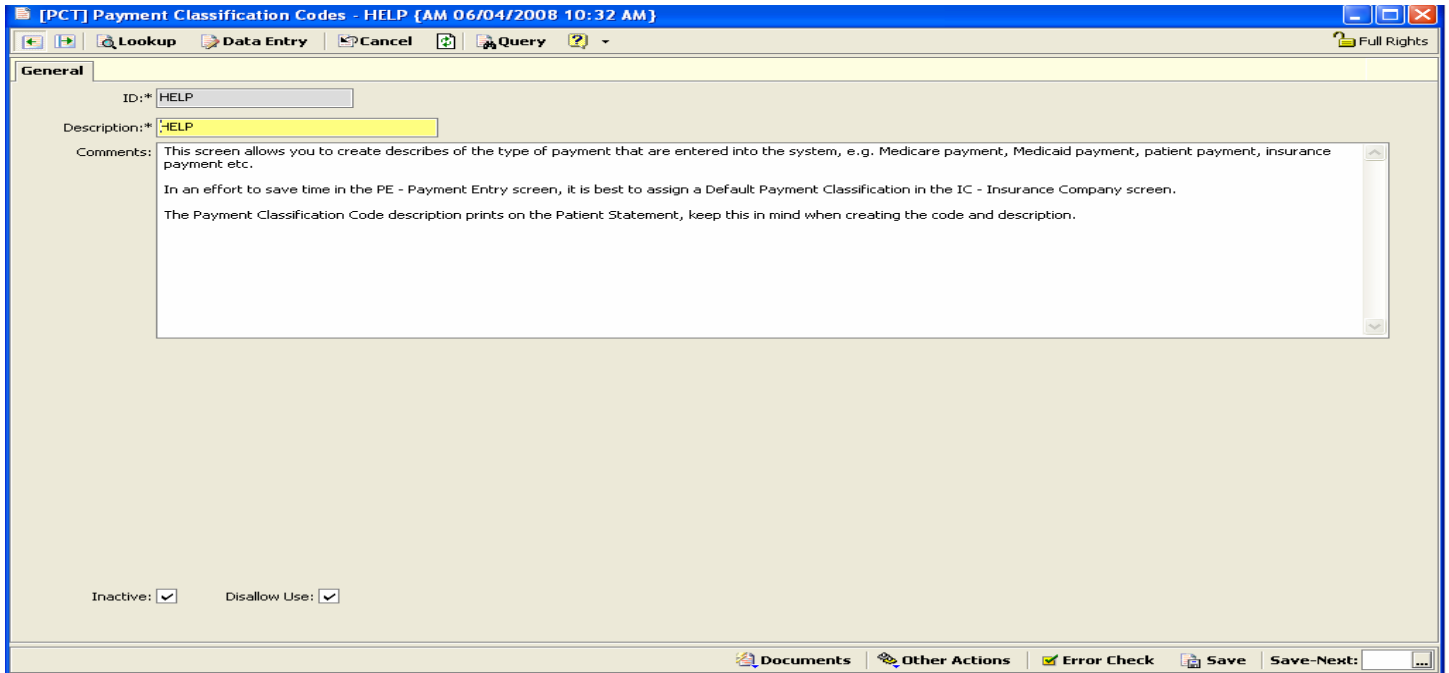 [PCT] Payment Classification Codes - HELP {AM 06/04/2008 10:32 AM}
Lookup Data Entry Cancel Query Full Rights
General
ID:* HELP
Description:* HELP
Comments: This screen allows you to create describes of the type of payment that are entered into the system, e.g. Medicare payment, Medicaid payment, patient payment, insurance
payment etc.
In an effort to save time in the PE - Payment Entry screen, it is best to assign a Default Payment Classification in the IC - Insurance Company screen.
The Payment Classification Code description prints on the Patient Statement, keep this in mind when creating the code and description.
Inactive: Disallow Use:
Documents Other Actions Error Check Save Save-Next: ...